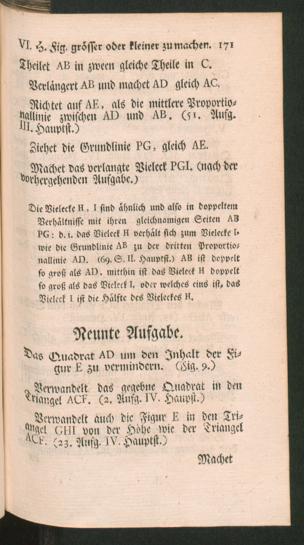 VI. H. Fig. grösser oder kleiner zu machen. 171
Theilet AB in zween gleiche Theile in C.
Verlängert AB und machet AD gleich AC.
Richtet auf AE, als die mittlere Proportio-
nallinie zwischen AD und AB. (51. Aufg.
III. Hauptst.)
Ziehet die Grundlinie PG, gleich AE.
Machet das verlangte Vieleck PGI. (nach der
vorhergehenden Aufgabe.)
Die Vielecke H, I sind ähnlich und also in doppeltem
Verhältnisse mit ihren gleichnamigen Seiten AB
PG: d. i. das Vieleck H verhält sich zum Vielecke I,
wie die Grundlinie AB zu der dritten Proportio-
nallinie AD. (69. S. II. Hauptst.) AB ist doppelt
so groß als AD, mithin ist das Vieleck H doppelt
so groß als das Vieleck I, oder welches eins ist, das
Vieleck I ist die Hälfte des Vieleckes H.
Neunte Aufgabe.
Das Quadrat AD um den Inhalt der Fi-
gur E zu vermindern. (Fig. 9.)
Verwandelt das gegebne Quadrat in den
Triangel ACF. (2. Aufg. IV. Hauptst.)
Verwandelt auch die Figur E in den Tri-
angel GHI von der Höhe wie der Triangel
ACF. (23. Aufg. IV. Hauptst.)
Machet